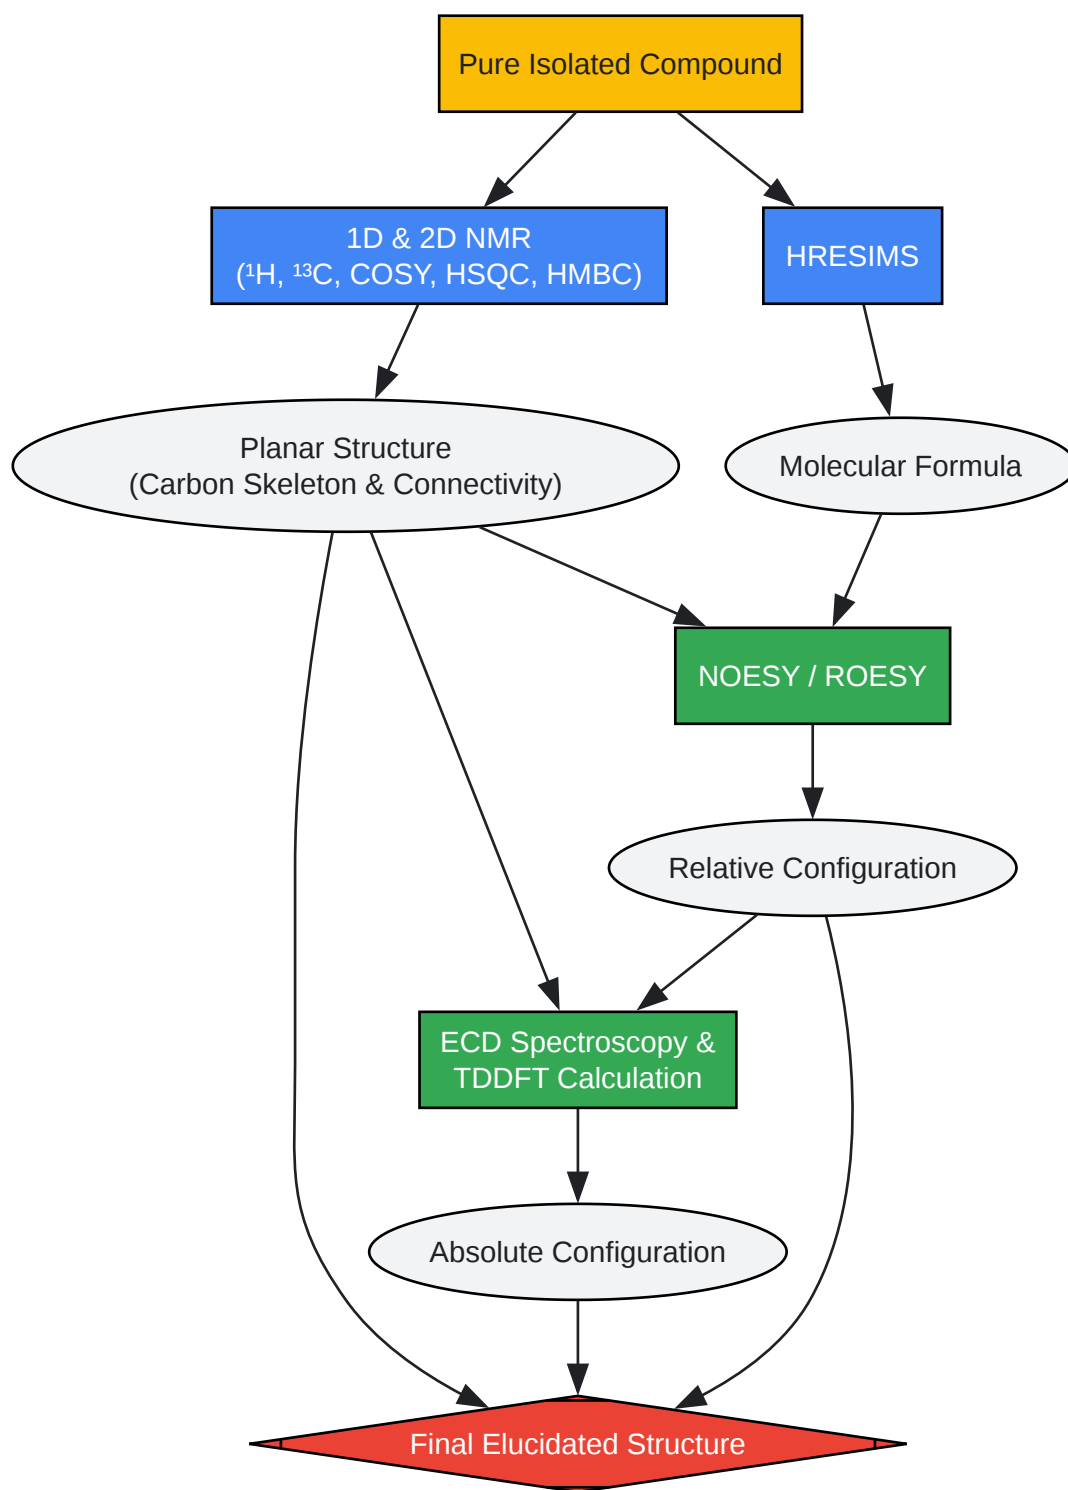 Pure Isolated Compound
1D & 2D NMR
(¹H, ¹³C, COSY, HSQC, HMBC)
HRESIMS
Planar Structure
(Carbon Skeleton & Connectivity)
Molecular Formula
NOESY / ROESY
Relative Configuration
ECD Spectroscopy &
TDDFT Calculation
Absolute Configuration
Final Elucidated Structure